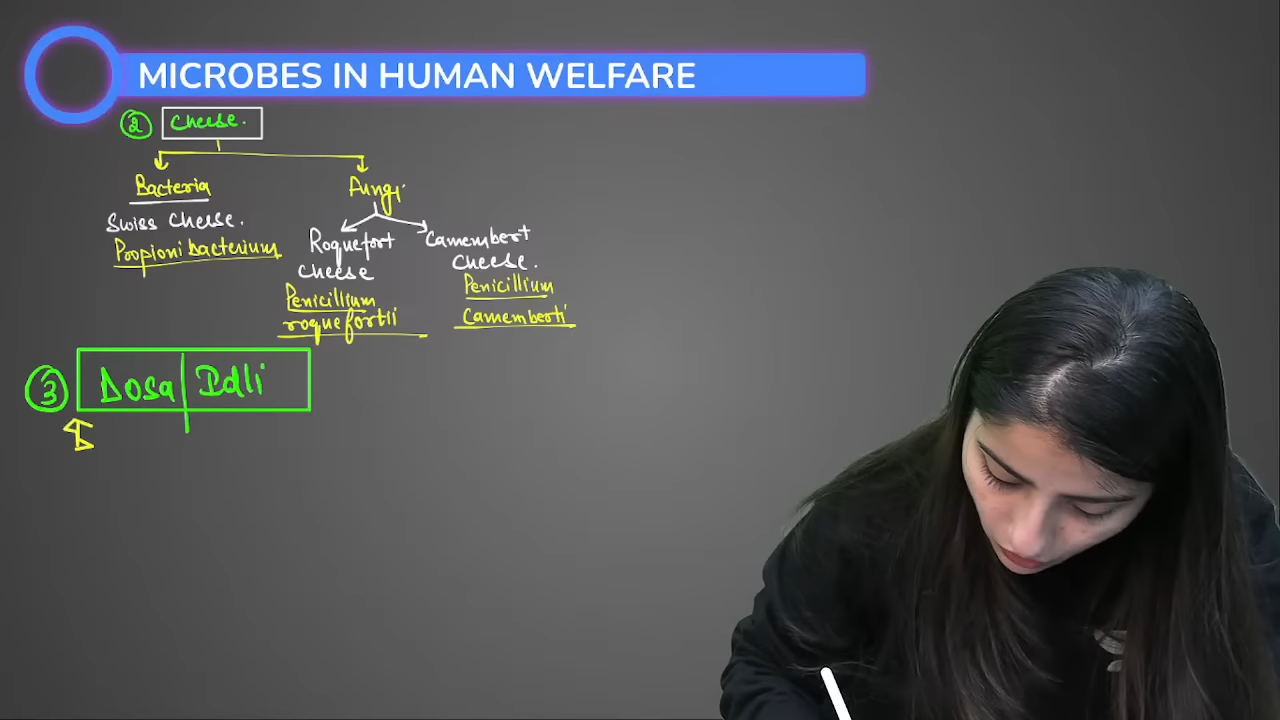 MICROBES IN HUMAN WELFARE
② Cheese.
Bacteria
Fungi
Swiss Cheese.
Propionibacterium
Roquefort
Cheese
Penicillium
roquefortii
Camembert
Cheese.
Penicillium
Camemberti
③ Dosa Idli